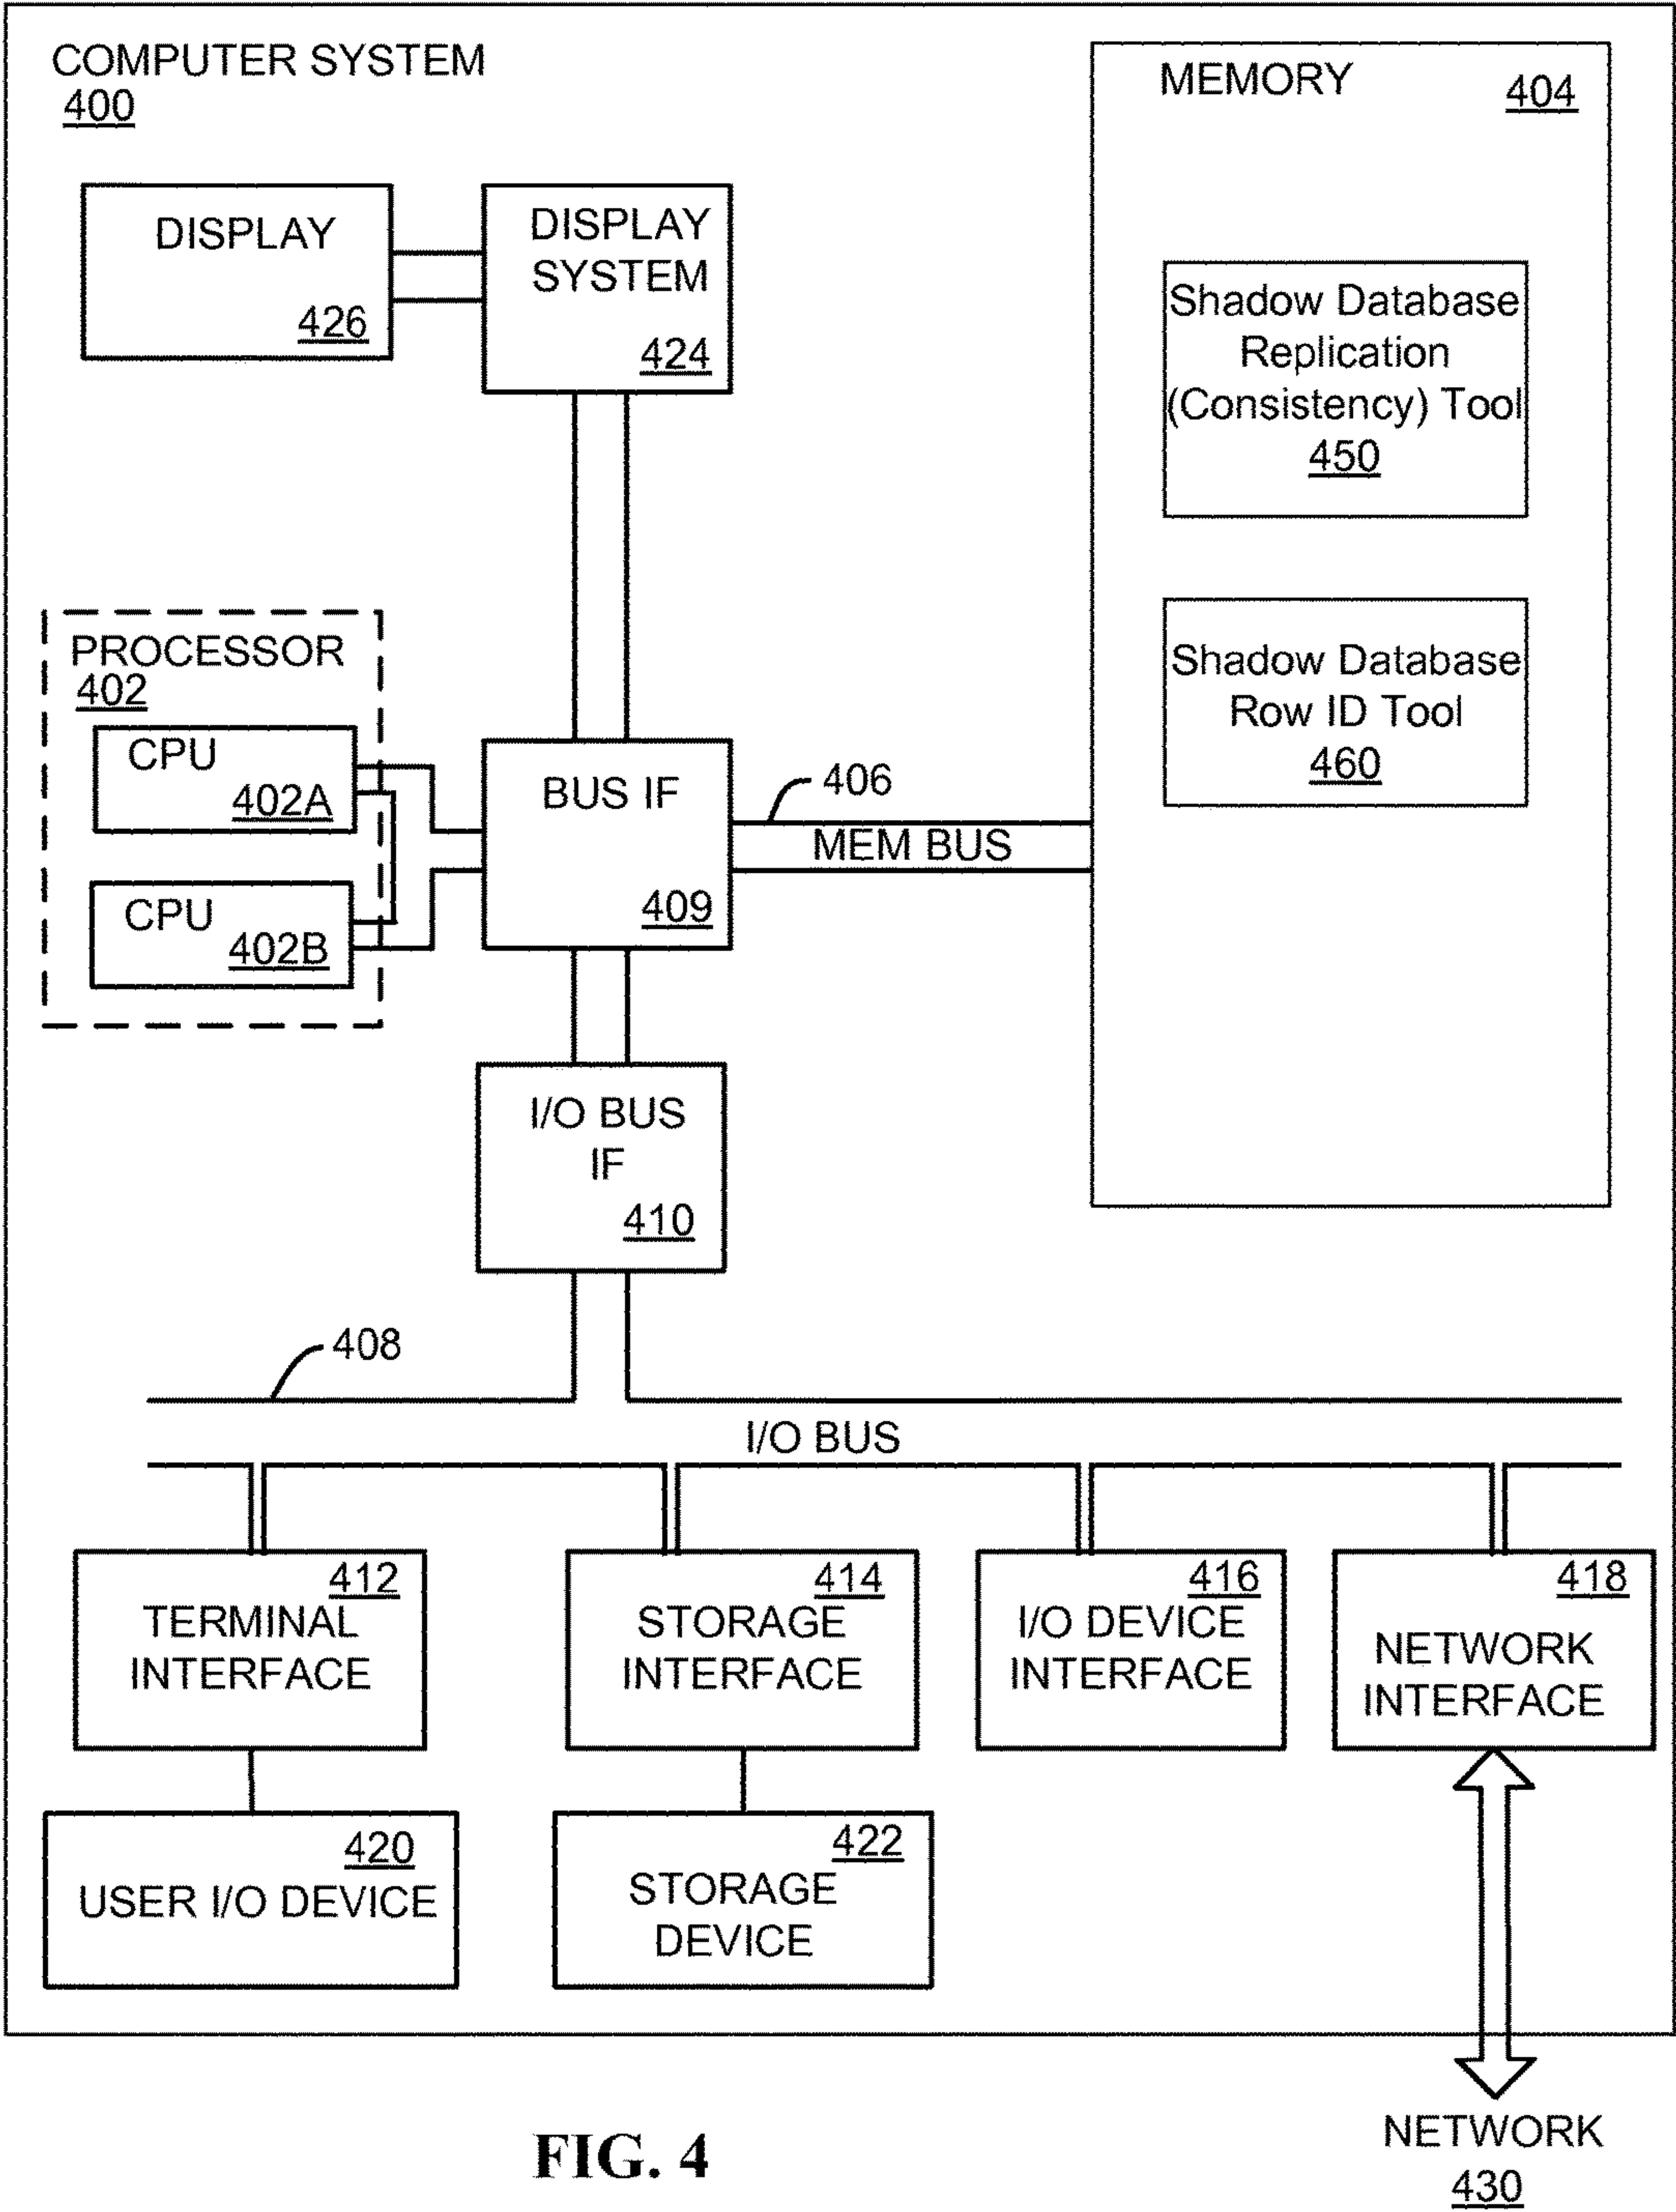 COMPUTER SYSTEM
400
MEMORY
404
DISPLAY
426
DISPLAY
SYSTEM
424
Shadow Database
Replication
(Consistency) Tool
450
Shadow Database
Row ID Tool
460
PROCESSOR
402
CPU
402A
CPU
402B
BUS IF
409
406
MEM BUS
I/O BUS
IF
410
408
I/O BUS
412
TERMINAL
INTERFACE
414
STORAGE
INTERFACE
416
I/O DEVICE
INTERFACE
418
NETWORK
INTERFACE
420
USER I/O DEVICE
422
STORAGE
DEVICE
NETWORK
430
FIG. 4